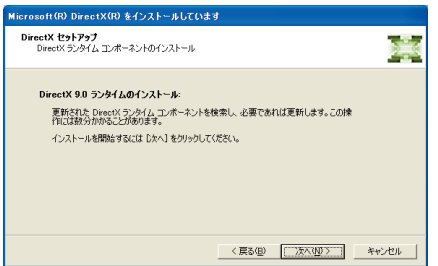 Microsoft(R) DirectX(R) をインストールしています
DirectX セットアップ
DirectX ランタイム コンポーネントのインストール
DirectX 9.0 ランタイムのインストール:
更新された DirectX ランタイム コンポーネントを検索し、必要であれば更新します。この操
作には数分かかることがあります。
インストールを開始するには [次へ] をクリックしてください。
< 戻る(B) 次へ(N) > キャンセル